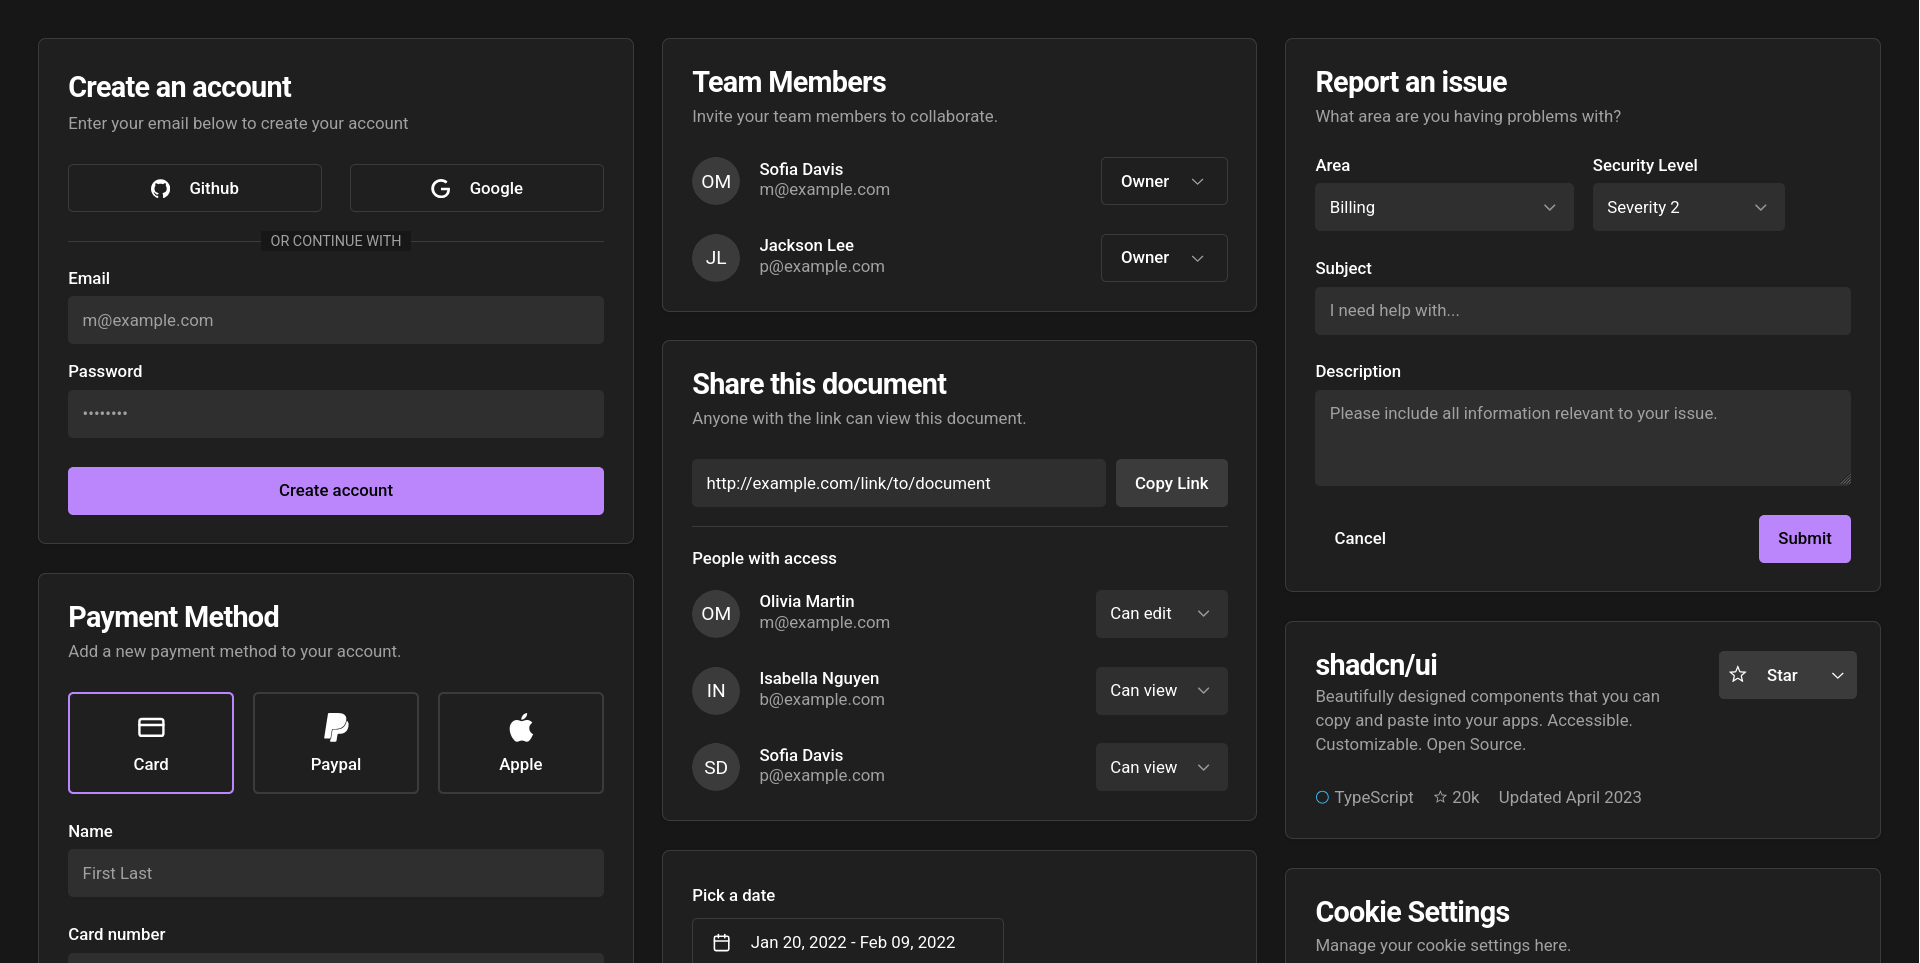 Create an account
Enter your email below to create your account
Github
Google
OR CONTINUE WITH
Email
m@example.com
Password
••••••••
Create account
Payment Method
Add a new payment method to your account.
Card
Paypal
Apple
Name
First Last
Card number
Team Members
Invite your team members to collaborate.
OM
Sofia Davis
m@example.com
Owner
JL
Jackson Lee
p@example.com
Owner
Share this document
Anyone with the link can view this document.
http://example.com/link/to/document
Copy Link
People with access
OM
Olivia Martin
m@example.com
Can edit
IN
Isabella Nguyen
b@example.com
Can view
SD
Sofia Davis
p@example.com
Can view
Pick a date
Jan 20, 2022 - Feb 09, 2022
Report an issue
What area are you having problems with?
Area
Security Level
Billing
Severity 2
Subject
I need help with...
Description
Please include all information relevant to your issue.
Cancel
Submit
shadcn/ui
Star
Beautifully designed components that you can
copy and paste into your apps. Accessible.
Customizable. Open Source.
TypeScript
20k
Updated April 2023
Cookie Settings
Manage your cookie settings here.